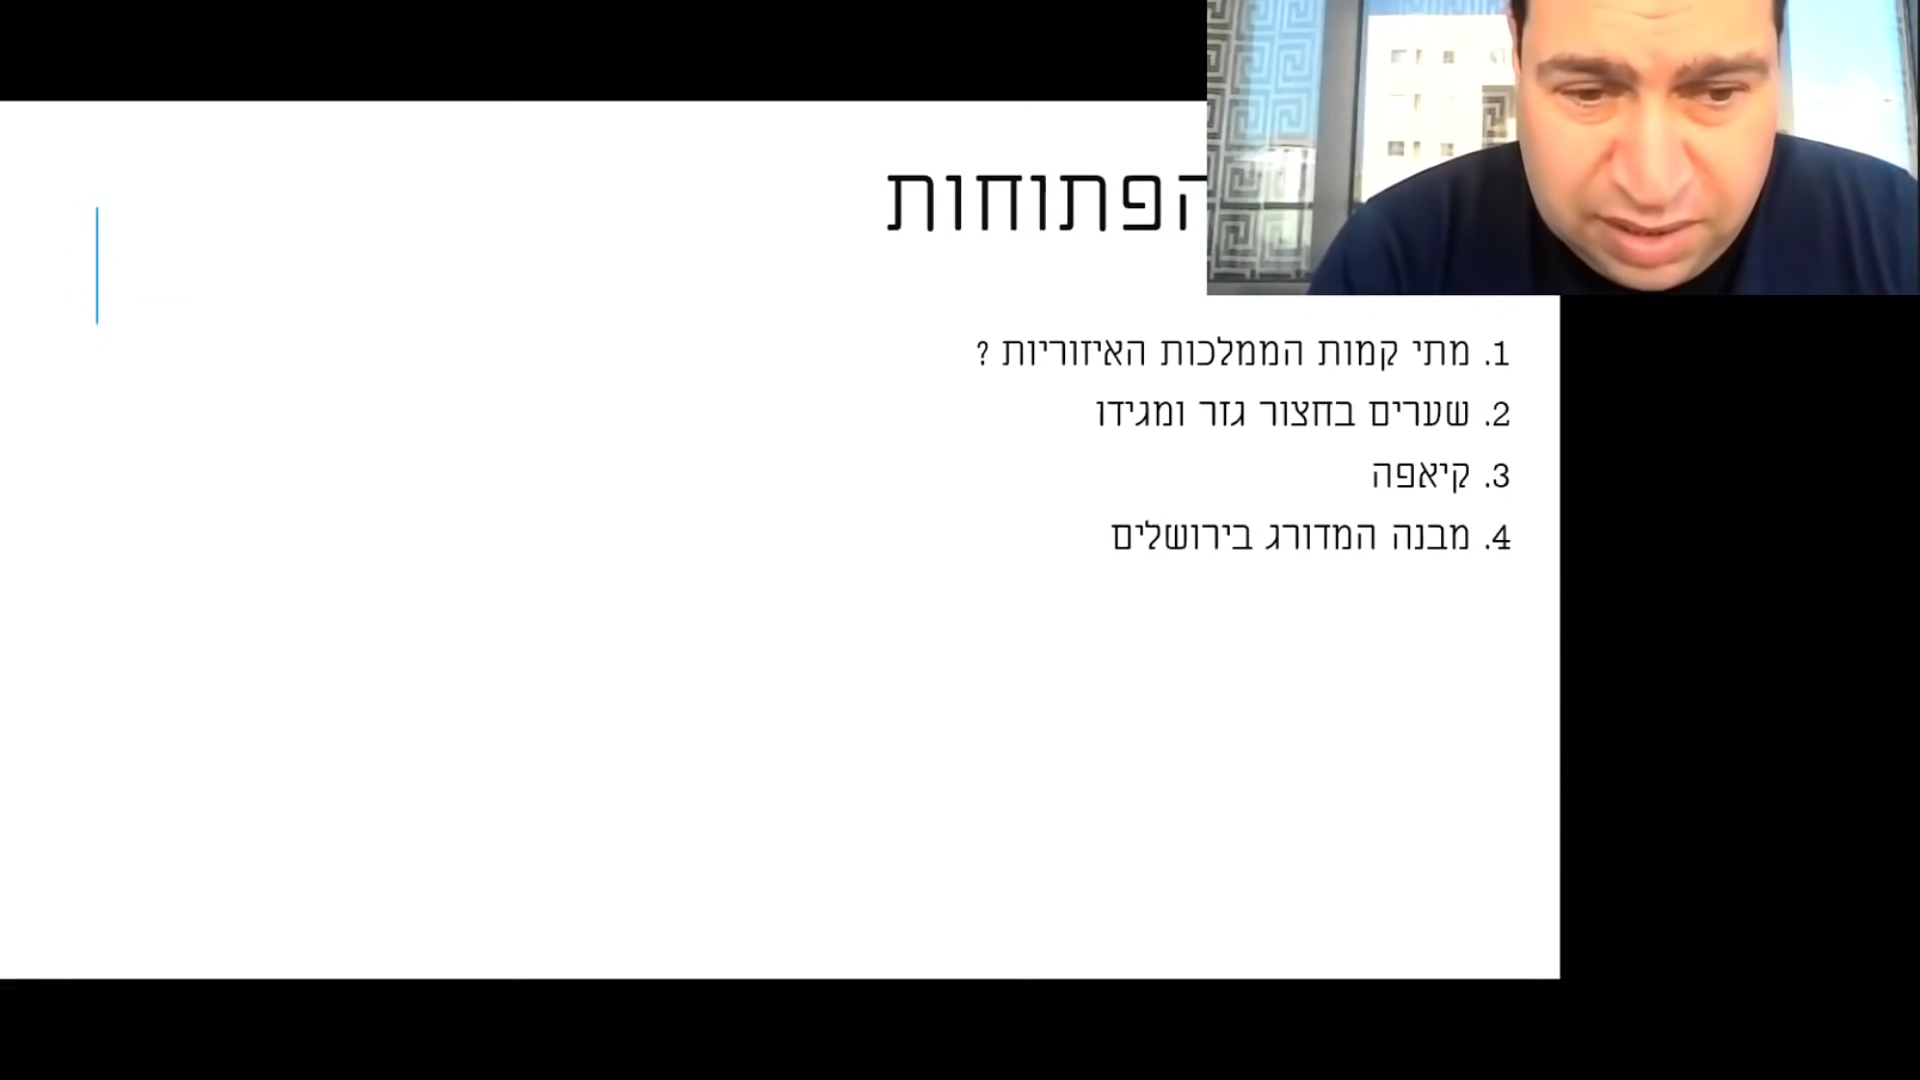 הפתוחות
1. מתי קמות הממלכות האיזוריות ?
2. שערים בחצור גזר ומגידו
3. קיאפה
4. מבנה המדורג בירושלים